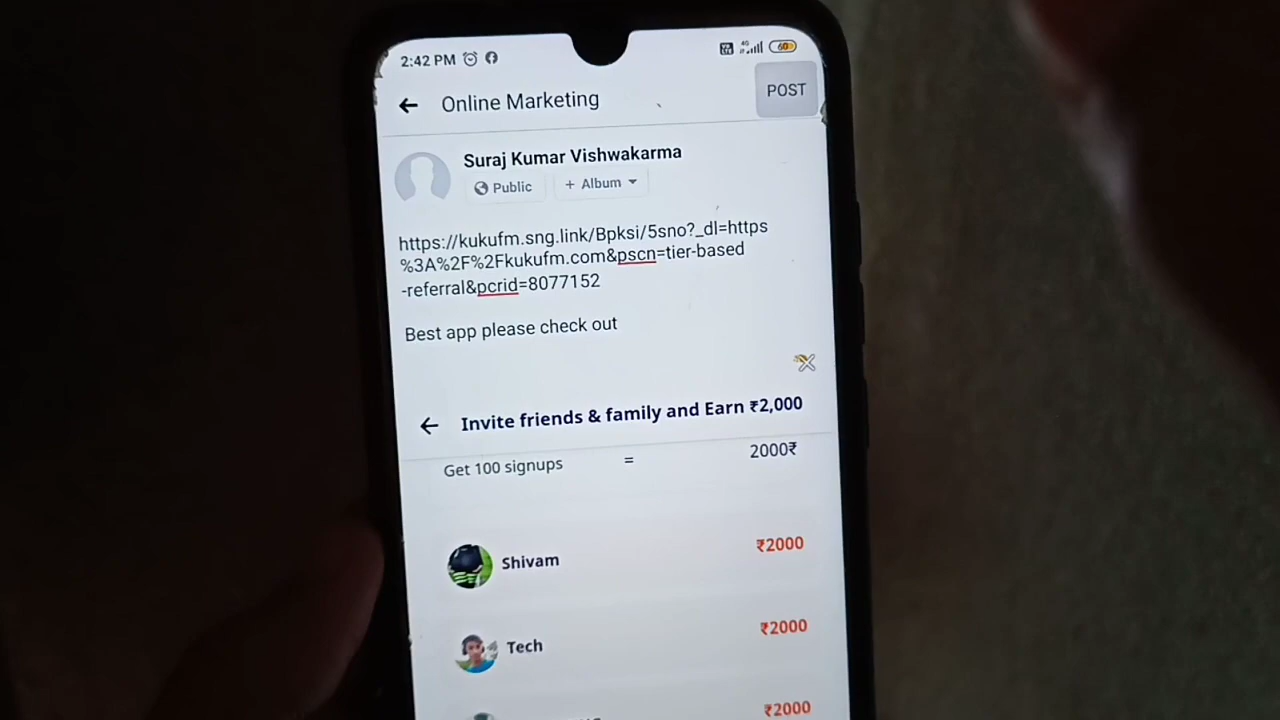 2:42 PM
4G
60
Online Marketing
POST
Suraj Kumar Vishwakarma
Public
+ Album
https://kukufm.sng.link/Bpksi/5sno?_dl=https
%3A%2F%2Fkukufm.com&pscn=tier-based
-referral&pcrid=8077152
Best app please check out
Invite friends & family and Earn ₹2,000
Get 100 signups = 2000₹
Shivam ₹2000
Tech ₹2000
₹2000